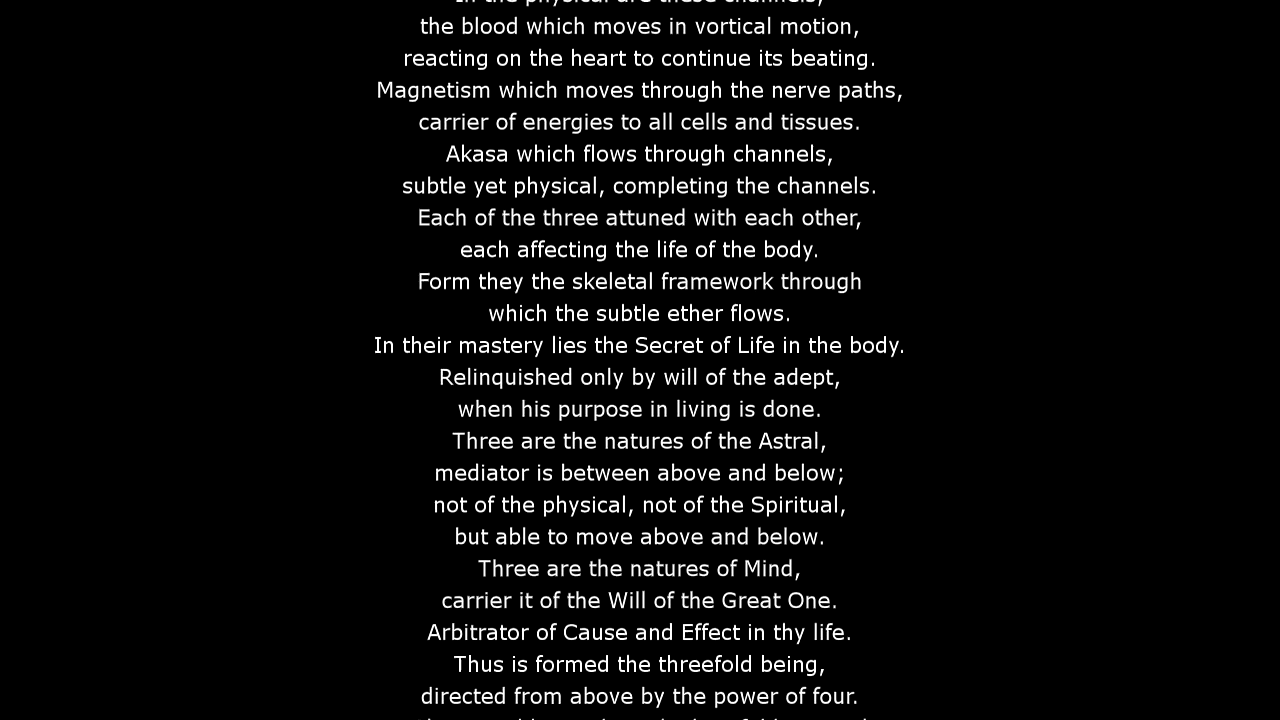 In the physical are these channels,
the blood which moves in vortical motion,
reacting on the heart to continue its beating.
Magnetism which moves through the nerve paths,
carrier of energies to all cells and tissues.
Akasa which flows through channels,
subtle yet physical, completing the channels.
Each of the three attuned with each other,
each affecting the life of the body.
Form they the skeletal framework through
which the subtle ether flows.
In their mastery lies the Secret of Life in the body.
Relinquished only by will of the adept,
when his purpose in living is done.
Three are the natures of the Astral,
mediator is between above and below;
not of the physical, not of the Spiritual,
but able to move above and below.
Three are the natures of Mind,
carrier it of the Will of the Great One.
Arbitrator of Cause and Effect in thy life.
Thus is formed the threefold being,
directed from above by the power of four.